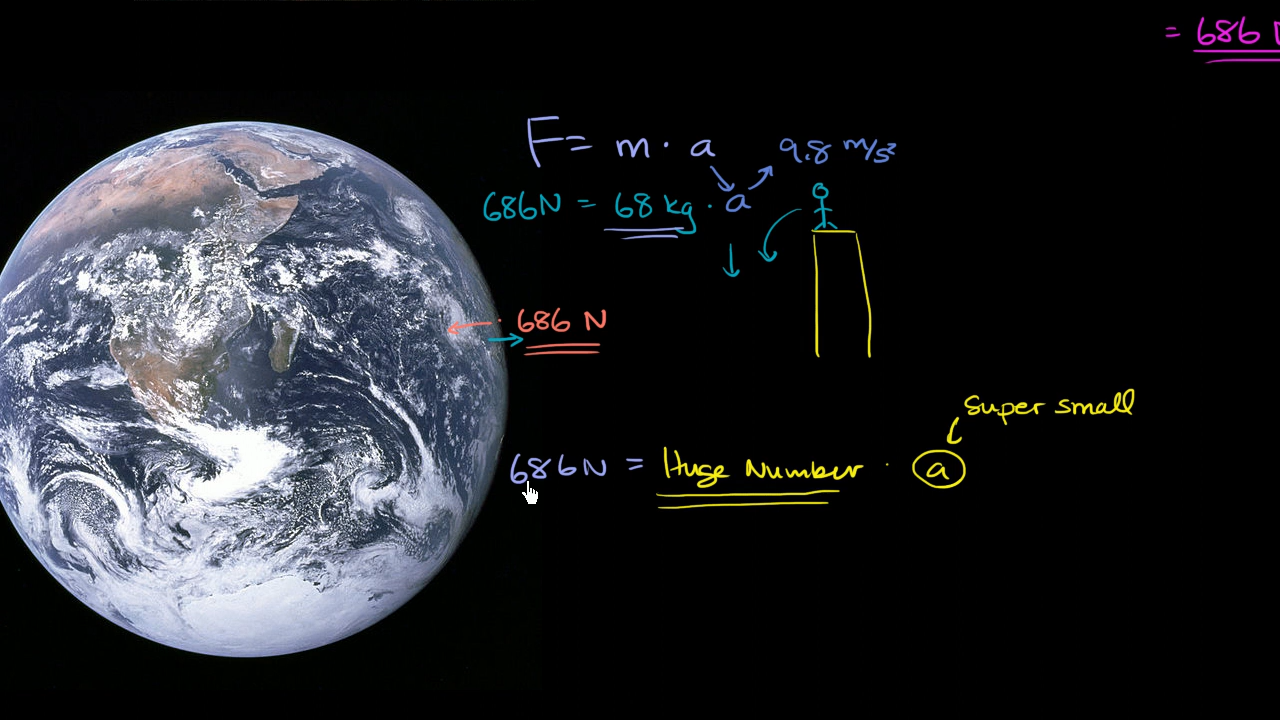 = 686
F = m · a
9.8 m/s²
686N = 68 kg · a
686 N
super small
686N = Huge Number · a